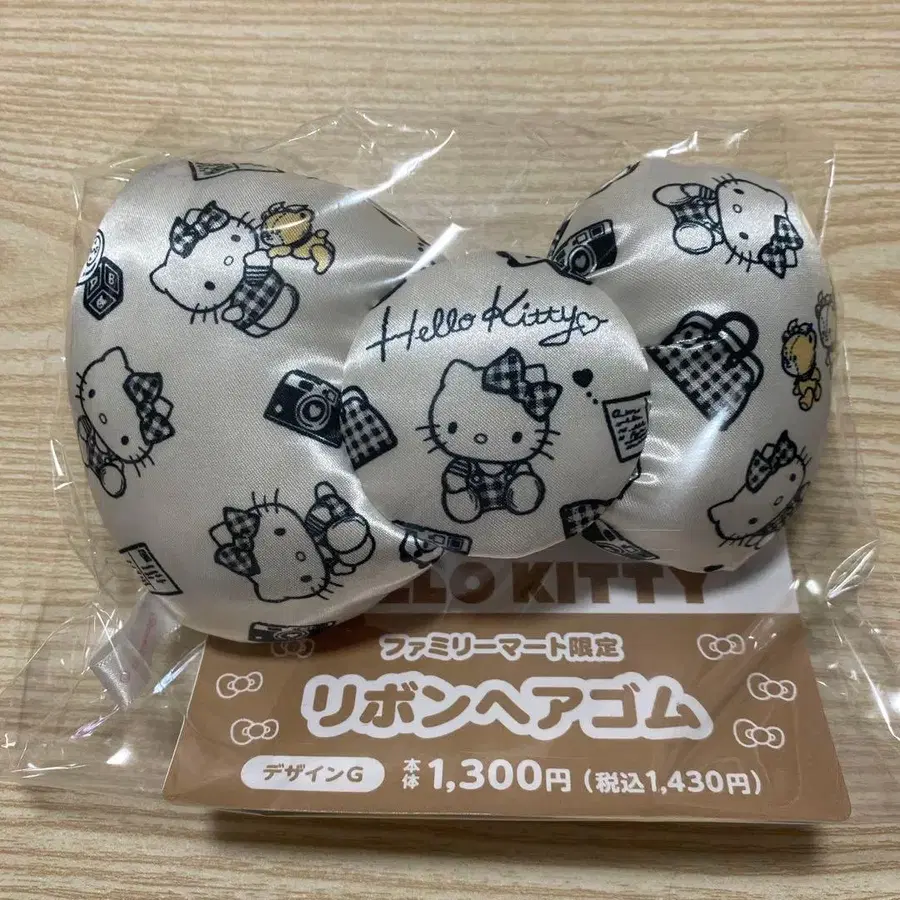 Hello Kitty
LLO KITTY
ファミリーマート限定
リボンヘアゴム
デザインG 本体 1,300円 (税込1,430円)